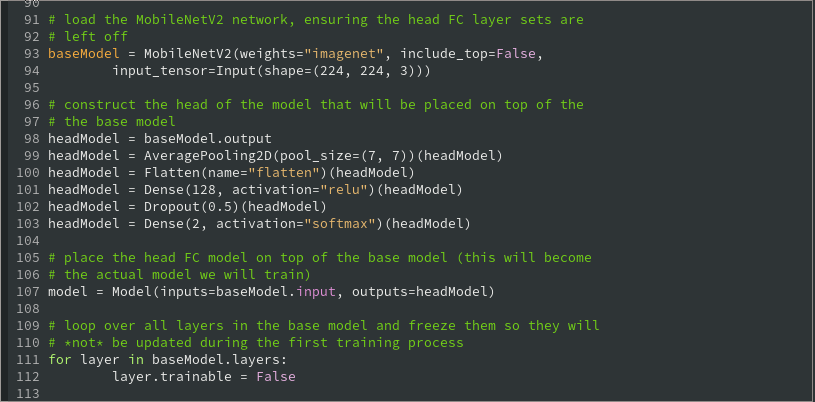 90
91 # load the MobileNetV2 network, ensuring the head FC layer sets are
92 # left off
93 baseModel = MobileNetV2(weights="imagenet", include_top=False,
94         input_tensor=Input(shape=(224, 224, 3)))
95
96 # construct the head of the model that will be placed on top of the
97 # the base model
98 headModel = baseModel.output
99 headModel = AveragePooling2D(pool_size=(7, 7))(headModel)
100 headModel = Flatten(name="flatten")(headModel)
101 headModel = Dense(128, activation="relu")(headModel)
102 headModel = Dropout(0.5)(headModel)
103 headModel = Dense(2, activation="softmax")(headModel)
104
105 # place the head FC model on top of the base model (this will become
106 # the actual model we will train)
107 model = Model(inputs=baseModel.input, outputs=headModel)
108
109 # loop over all layers in the base model and freeze them so they will
110 # *not* be updated during the first training process
111 for layer in baseModel.layers:
112         layer.trainable = False
113